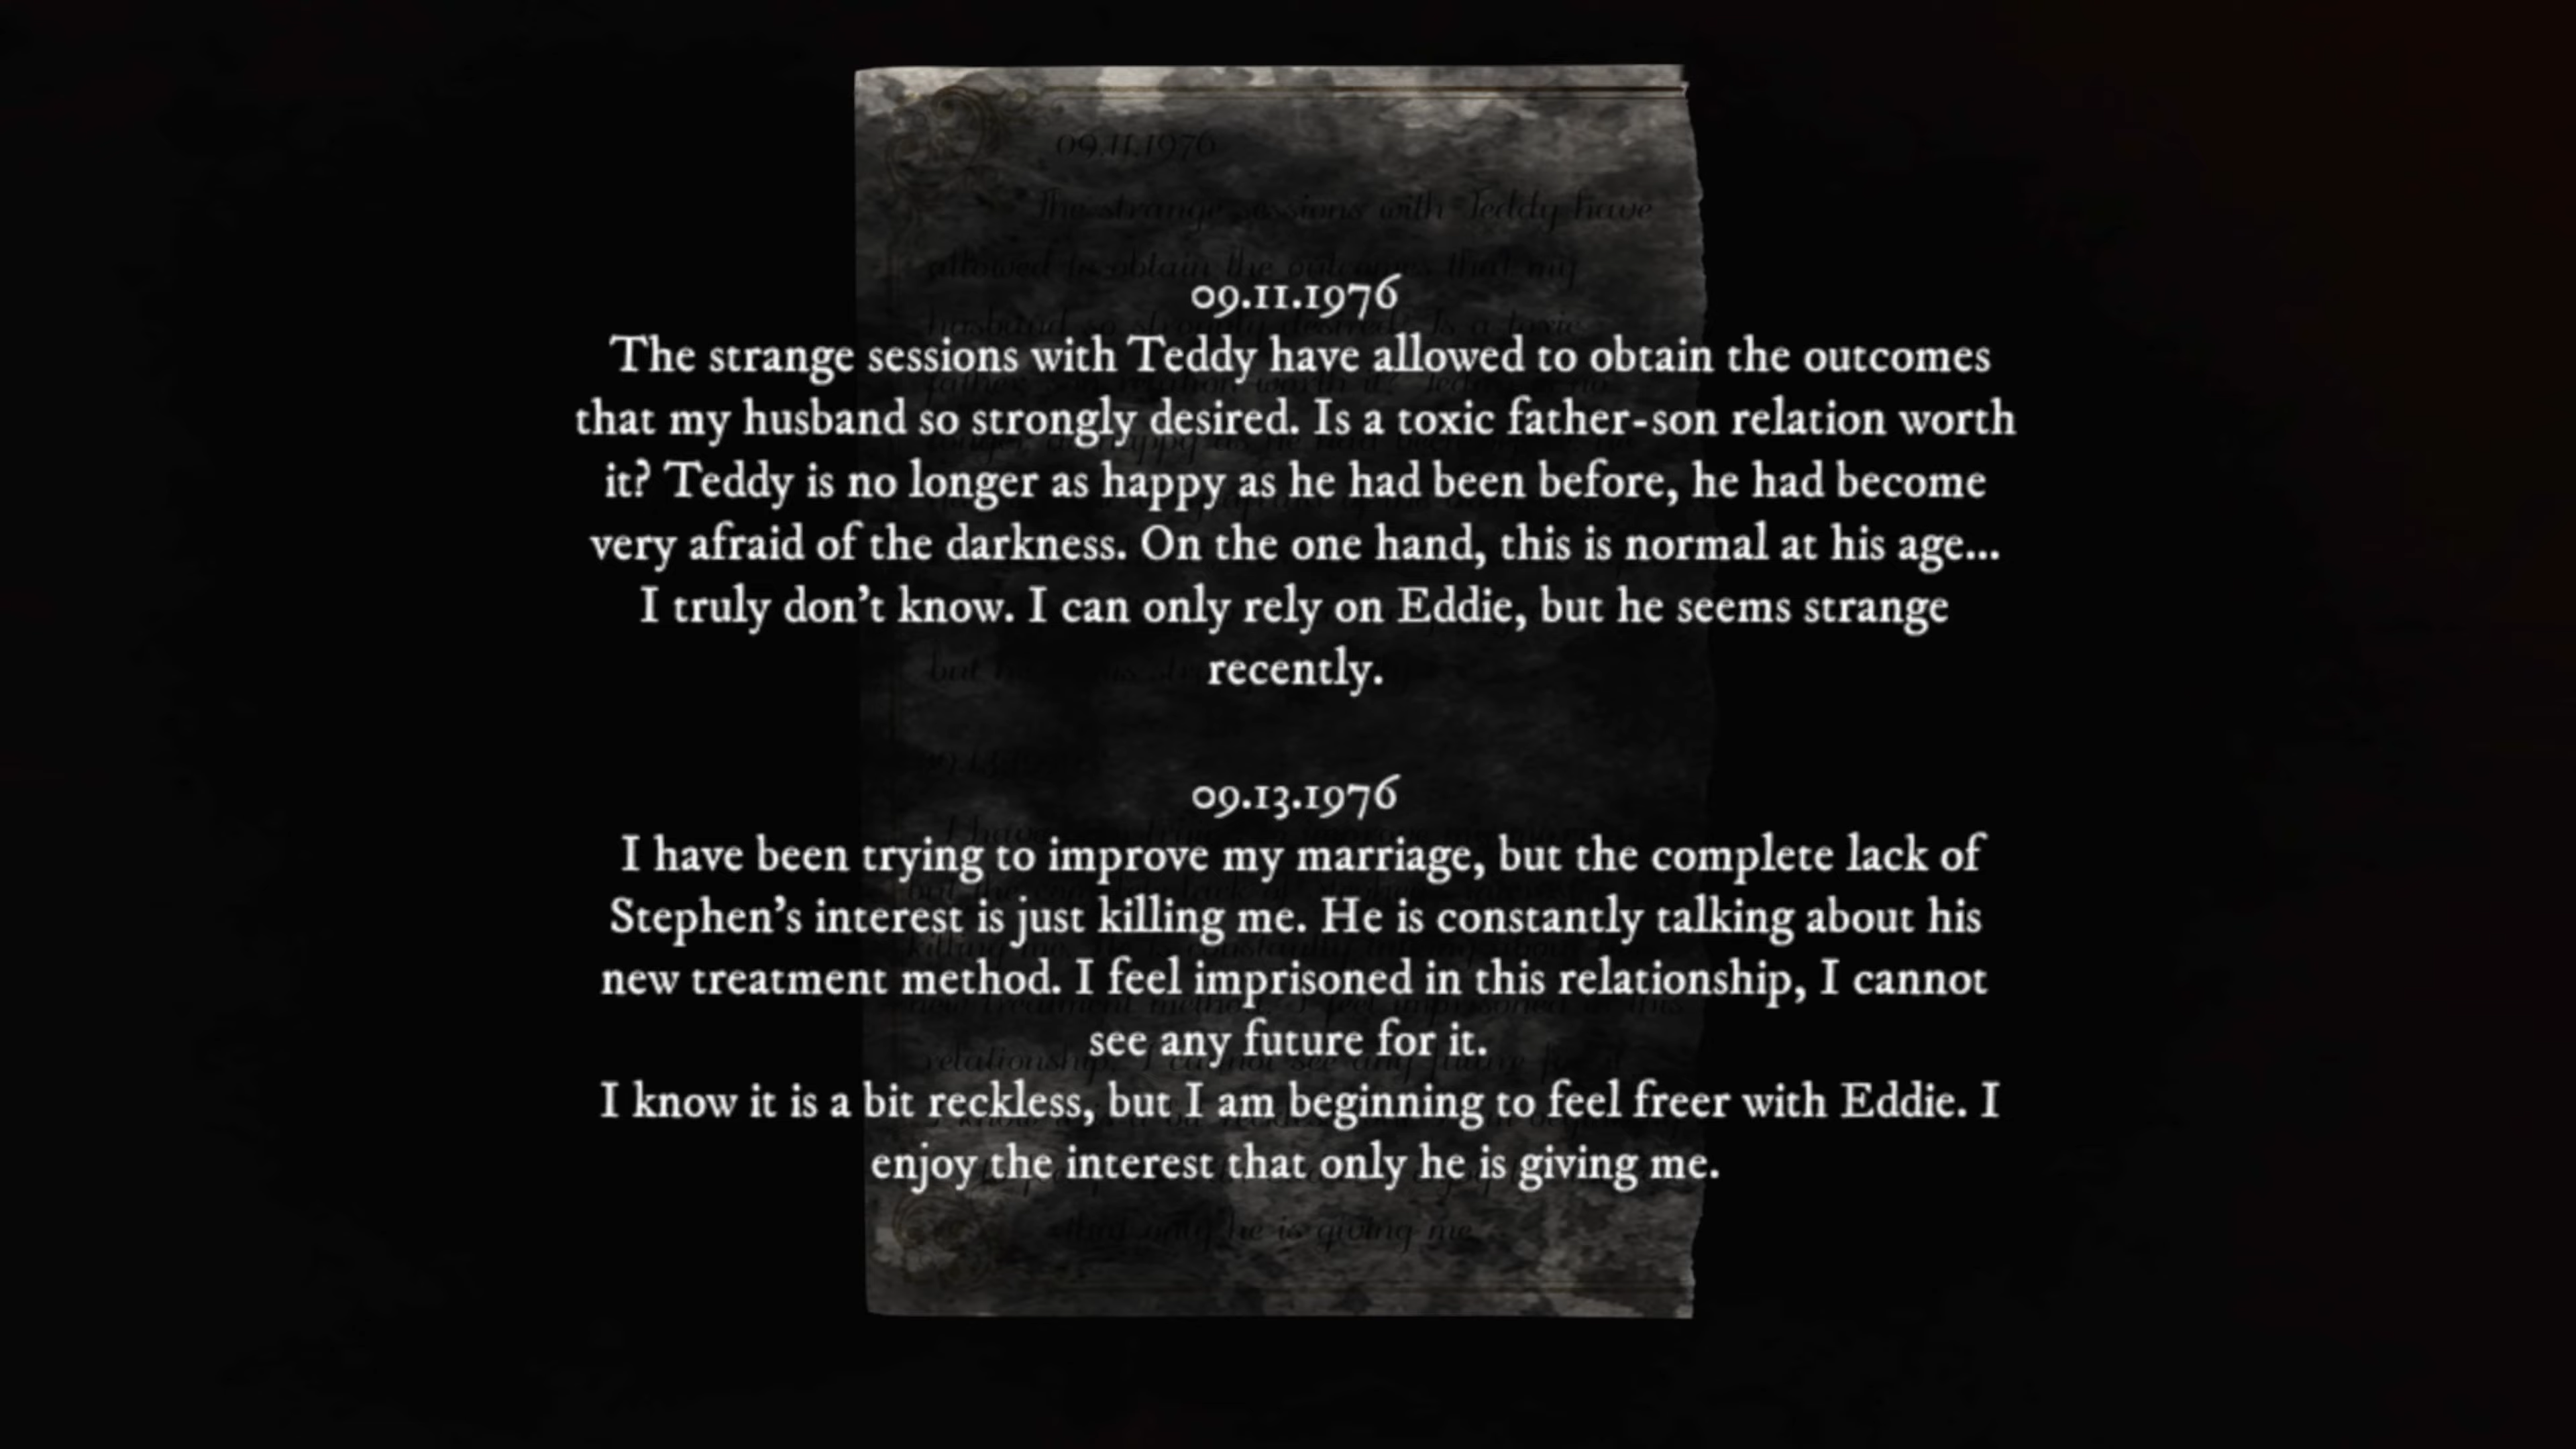 09.11.1976
The strange sessions with Teddy have allowed to obtain the outcomes
that my husband so strongly desired. Is a toxic father-son relation worth
it? Teddy is no longer as happy as he had been before, he had become
very afraid of the darkness. On the one hand, this is normal at his age...
I truly don't know. I can only rely on Eddie, but he seems strange
recently.
09.13.1976
I have been trying to improve my marriage, but the complete lack of
Stephen's interest is just killing me. He is constantly talking about his
new treatment method. I feel imprisoned in this relationship, I cannot
see any future for it.
I know it is a bit reckless, but I am beginning to feel freer with Eddie. I
enjoy the interest that only he is giving me.